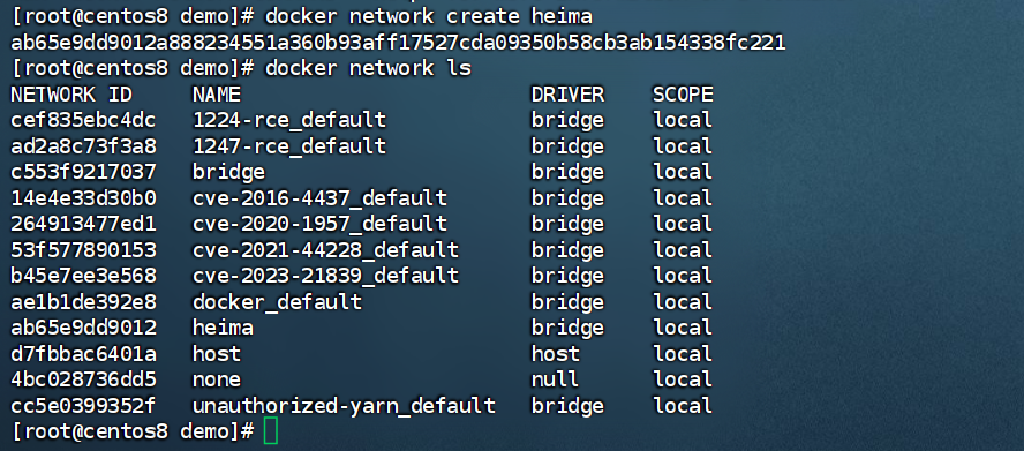 [root@centos8 demo]# docker network create heima
ab65e9dd9012a888234551a360b93aff17527cda09350b58cb3ab154338fc221
[root@centos8 demo]# docker network ls
NETWORK ID     NAME                        DRIVER    SCOPE
cef835ebc4dc   1224-rce_default            bridge    local
ad2a8c73f3a8   1247-rce_default            bridge    local
c553f9217037   bridge                      bridge    local
14e4e33d30b0   cve-2016-4437_default       bridge    local
264913477ed1   cve-2020-1957_default       bridge    local
53f577890153   cve-2021-44228_default      bridge    local
b45e7ee3e568   cve-2023-21839_default      bridge    local
ae1b1de392e8   docker_default              bridge    local
ab65e9dd9012   heima                       bridge    local
d7fbbac6401a   host                        host      local
4bc028736dd5   none                        null      local
cc5e0399352f   unauthorized-yarn_default   bridge    local
[root@centos8 demo]#